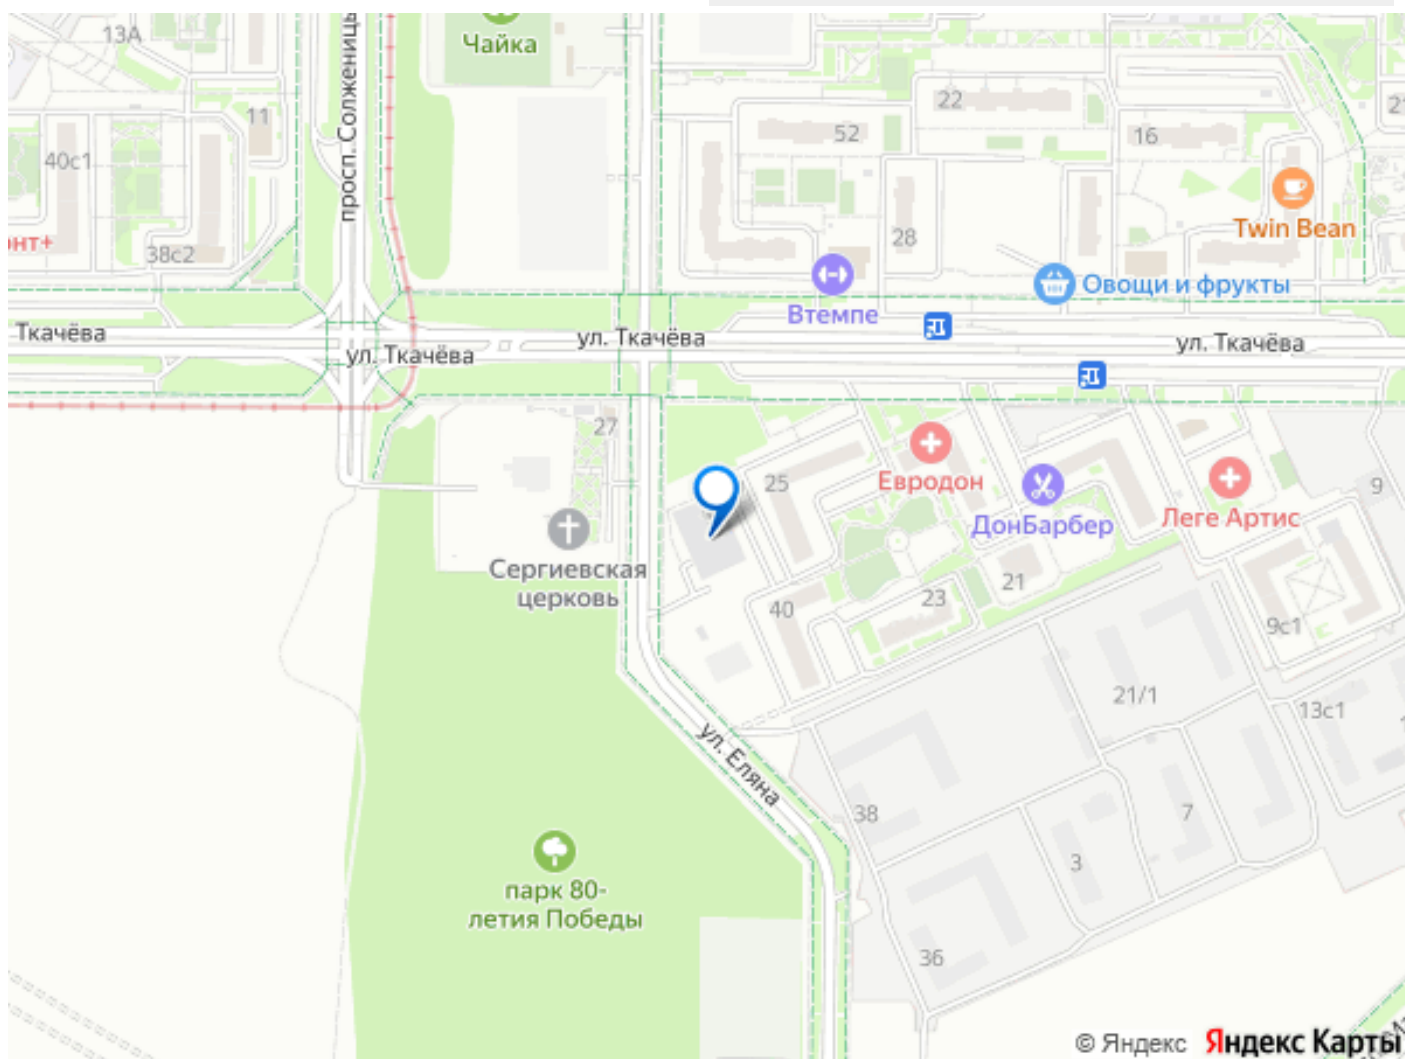 13А
Чайка
просп. Солженицы
11
22
52
16
21
40с1
Twin Bean
нт+
38с2
28
Овощи и фрукты
Втемпе
Ткачёва
ул. Ткачёва
ул. Ткачёва
ул. Ткачёва
27
25
Евродон
9
ДонБарбер
Леге Артис
Сергиевская
церковь
40
23
21
9с1
21/1
13с1
ул. Еляна
38
7
3
парк 80-
летия Победы
36
© Яндекс Яндекс Карты